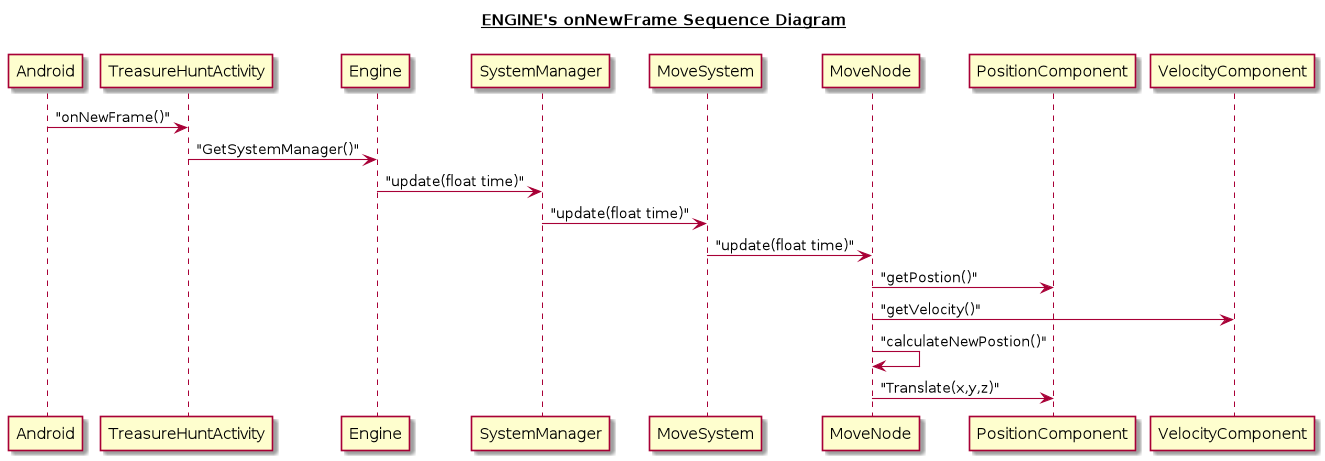 ENGINE's onNewFrame Sequence Diagram
Android TreasureHuntActivity Engine SystemManager MoveSystem MoveNode PositionComponent VelocityComponent
"onNewFrame()"
"GetSystemManager()"
"update(float time)"
"update(float time)"
"update(float time)"
"getPostion()"
"getVelocity()"
"calculateNewPostion()"
"Translate(x,y,z)"
Android TreasureHuntActivity Engine SystemManager MoveSystem MoveNode PositionComponent VelocityComponent